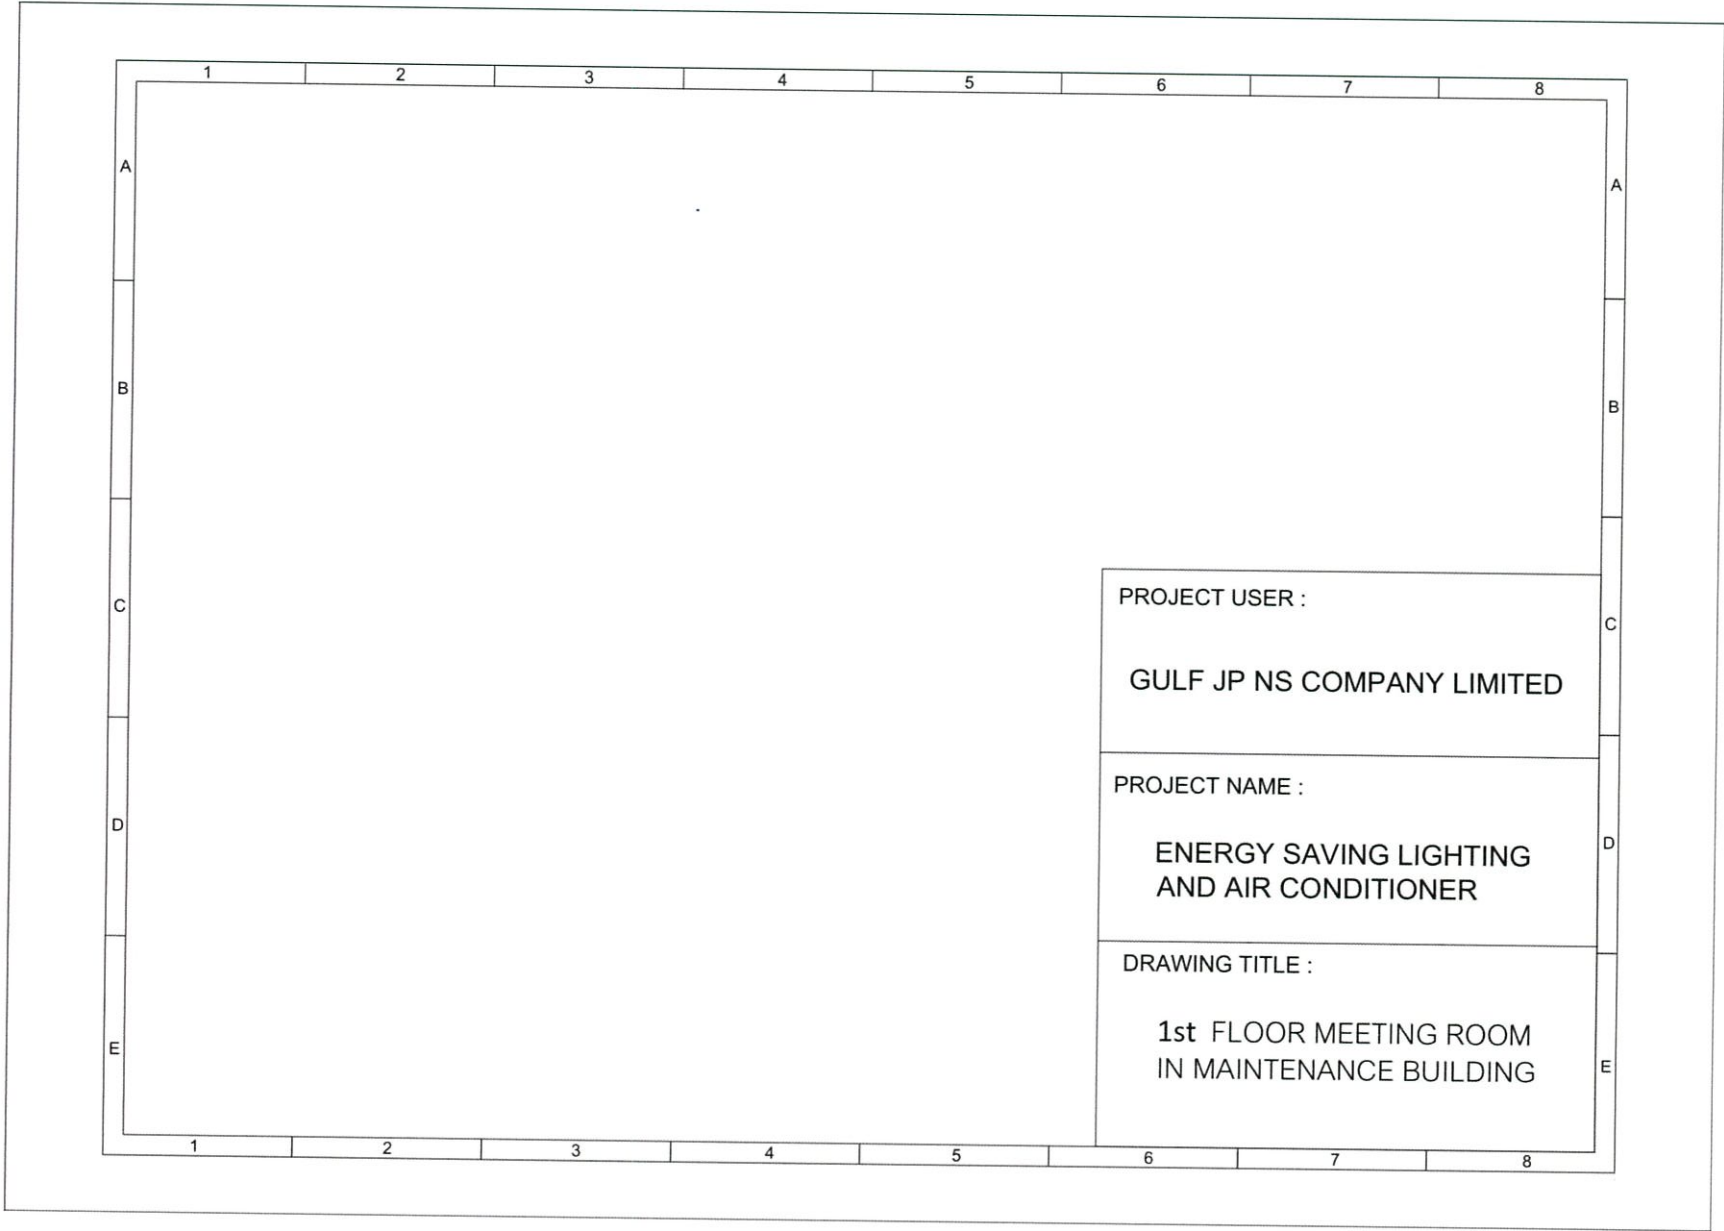 1 2 3 4 5 6 7 8
A A
B B
C C
D D
E E
PROJECT USER :
GULF JP NS COMPANY LIMITED
PROJECT NAME :
ENERGY SAVING LIGHTING
AND AIR CONDITIONER
DRAWING TITLE :
1st FLOOR MEETING ROOM
IN MAINTENANCE BUILDING
1 2 3 4 5 6 7 8